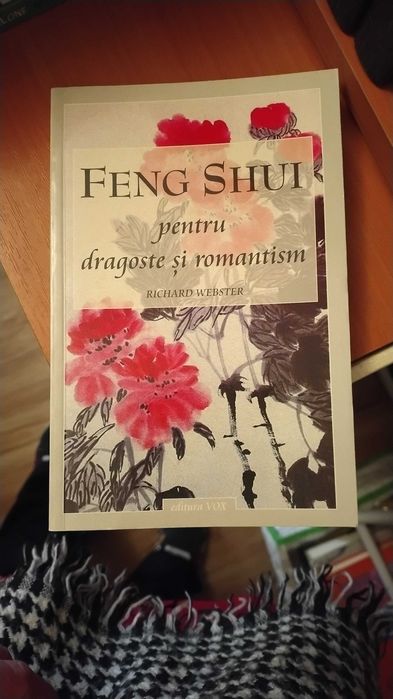 FENG SHUI
pentru
dragoste și romantism
RICHARD WEBSTER
editura VOX